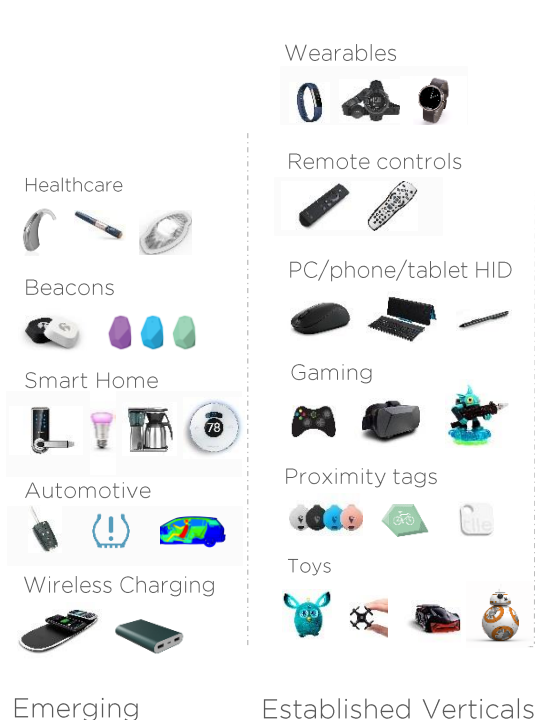 Wearables
Remote controls
Healthcare
PC/phone/tablet HID
Beacons
Gaming
Smart Home
78
Proximity tags
Automotive
tile
Toys
Wireless Charging
Emerging
Established Verticals